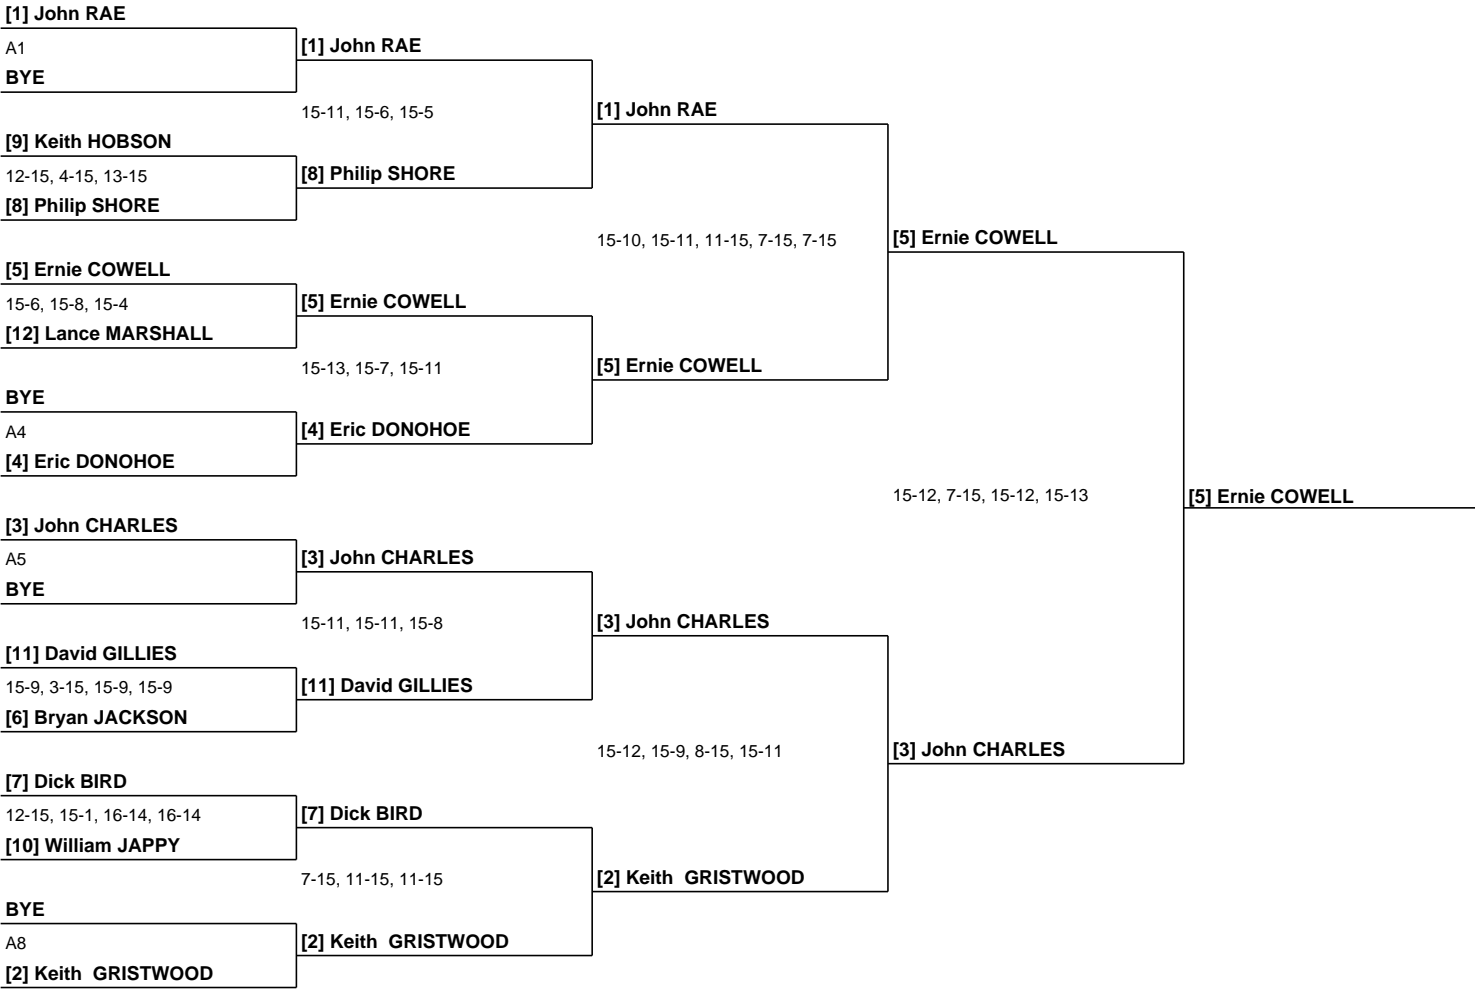 [1] John RAE
A1
BYE
[9] Keith HOBSON
12-15, 4-15, 13-15
[8] Philip SHORE
[5] Ernie COWELL
15-6, 15-8, 15-4
[12] Lance MARSHALL
BYE
A4
[4] Eric DONOHOE
[3] John CHARLES
A5
BYE
[11] David GILLIES
15-9, 3-15, 15-9, 15-9
[6] Bryan JACKSON
[7] Dick BIRD
12-15, 15-1, 16-14, 16-14
[10] William JAPPY
BYE
A8
[2] Keith  GRISTWOOD
[1] John RAE
15-11, 15-6, 15-5
[8] Philip SHORE
[5] Ernie COWELL
15-13, 15-7, 15-11
[4] Eric DONOHOE
[3] John CHARLES
15-11, 15-11, 15-8
[11] David GILLIES
[7] Dick BIRD
7-15, 11-15, 11-15
[2] Keith  GRISTWOOD
[1] John RAE
15-10, 15-11, 11-15, 7-15, 7-15
[5] Ernie COWELL
[3] John CHARLES
15-12, 15-9, 8-15, 15-11
[2] Keith  GRISTWOOD
[5] Ernie COWELL
15-12, 7-15, 15-12, 15-13
[3] John CHARLES
[5] Ernie COWELL